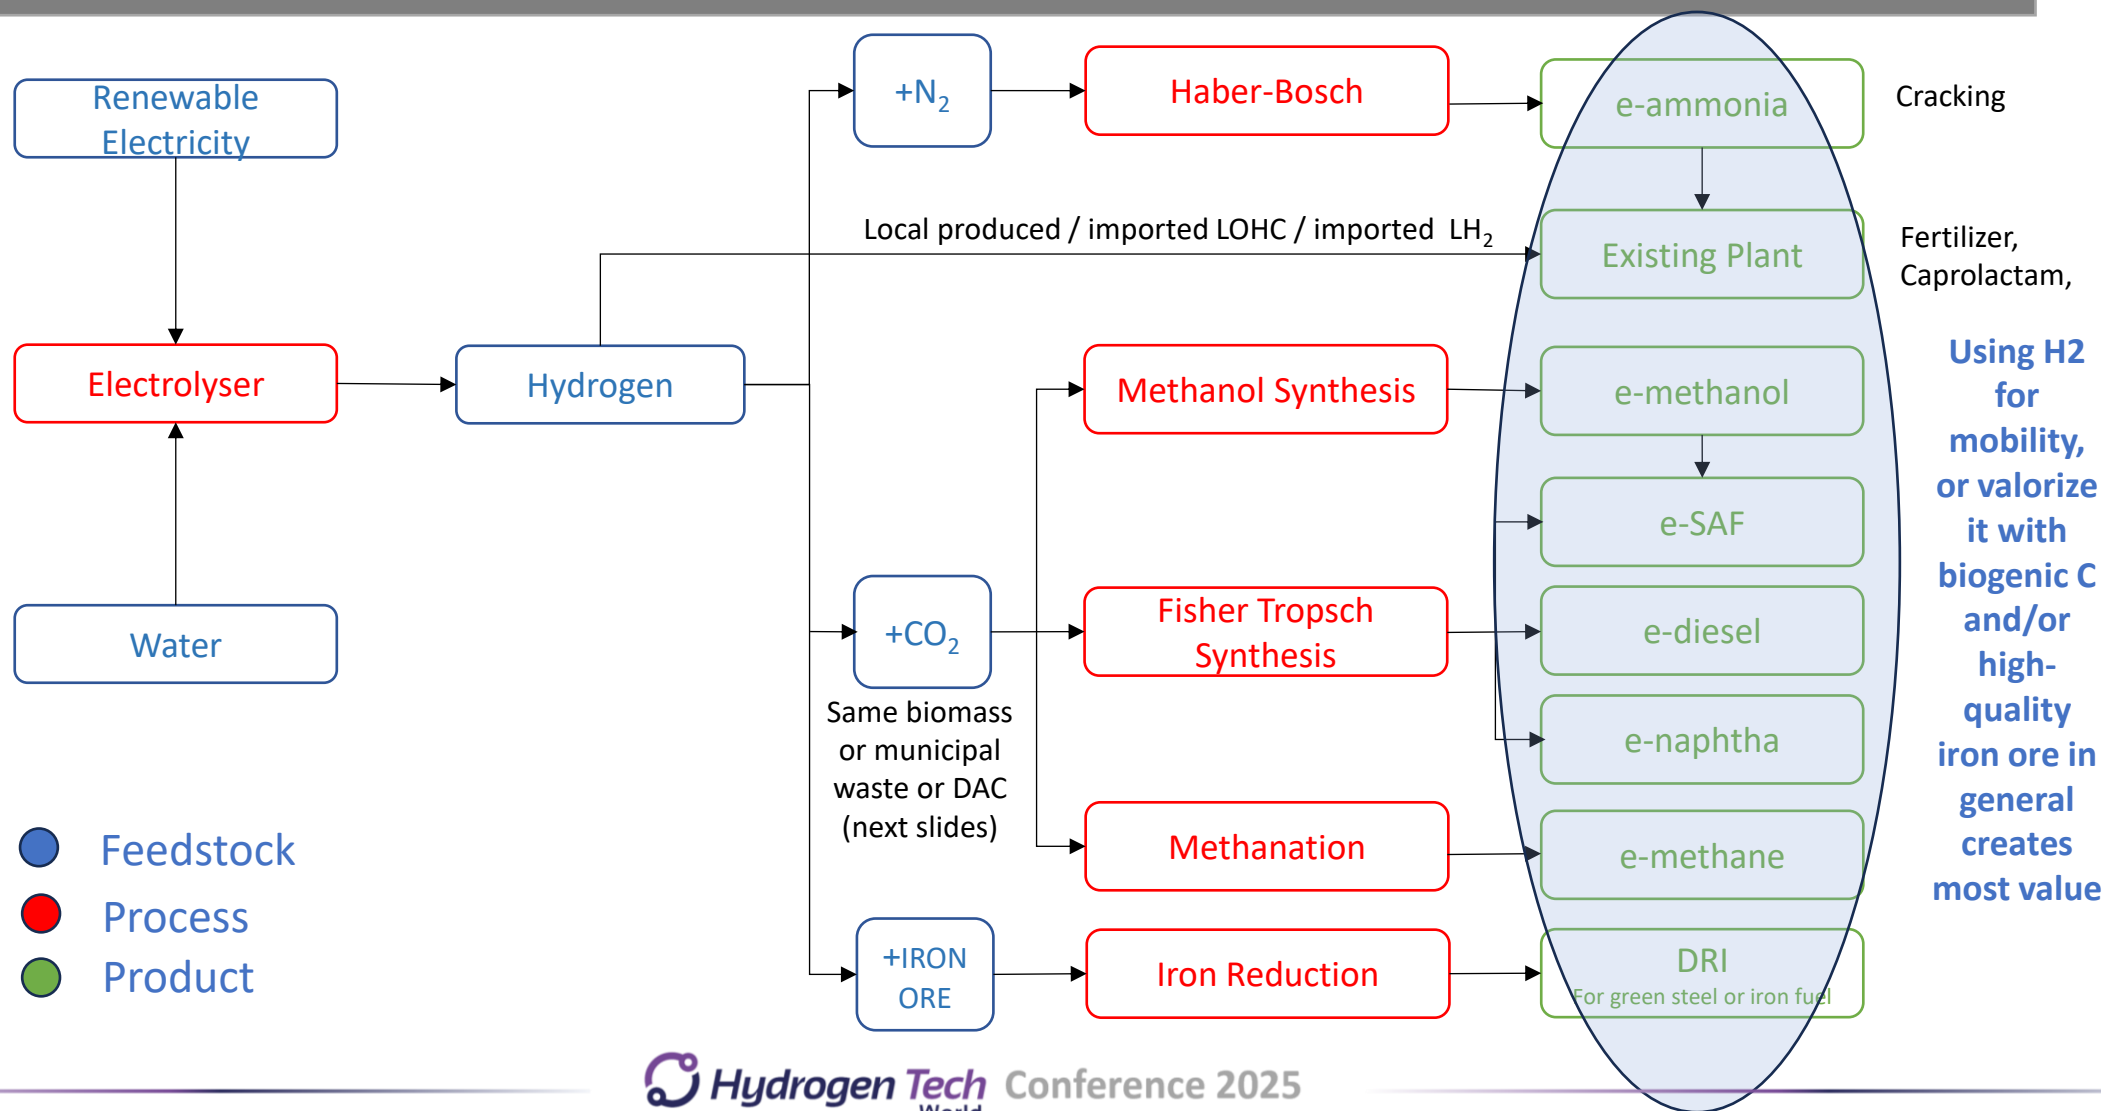 Renewable
Electricity
Electrolyser
Water
Hydrogen
+N₂
Haber-Bosch
e-ammonia
Cracking
Local produced / imported LOHC / imported LH₂
Existing Plant
Fertilizer,
Caprolactam,
Methanol Synthesis
e-methanol
e-SAF
+CO₂
Same biomass
or municipal
waste or DAC
(next slides)
Fisher Tropsch
Synthesis
e-diesel
e-naphtha
Methanation
e-methane
+IRON
ORE
Iron Reduction
DRI
For green steel or iron fuel
Using H2
for
mobility,
or valorize
it with
biogenic C
and/or
high-
quality
iron ore in
general
creates
most value
Feedstock
Process
Product
Hydrogen Tech Conference 2025
World